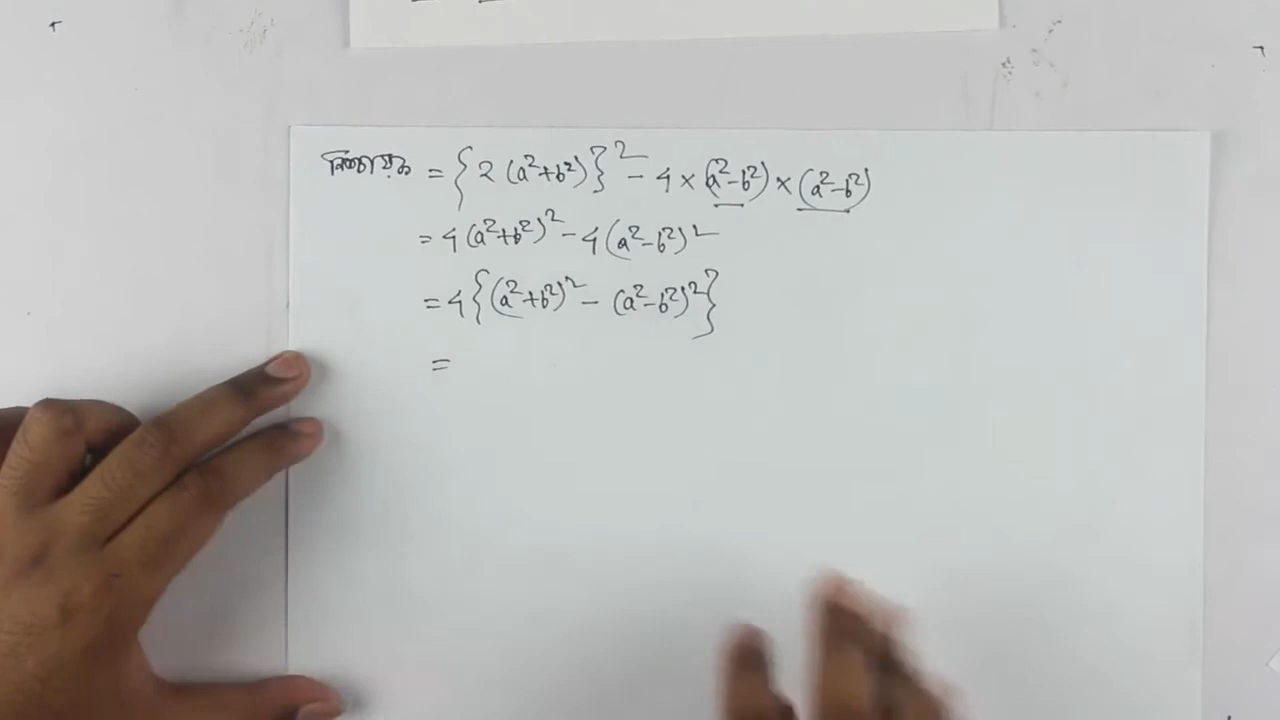 নিশ্চায়ক = {2(a²+b²)}² - 4 × (a²-b²) × (a²-b²)
= 4(a²+b²)² - 4(a²-b²)²
= 4{(a²+b²)² - (a²-b²)²}
=